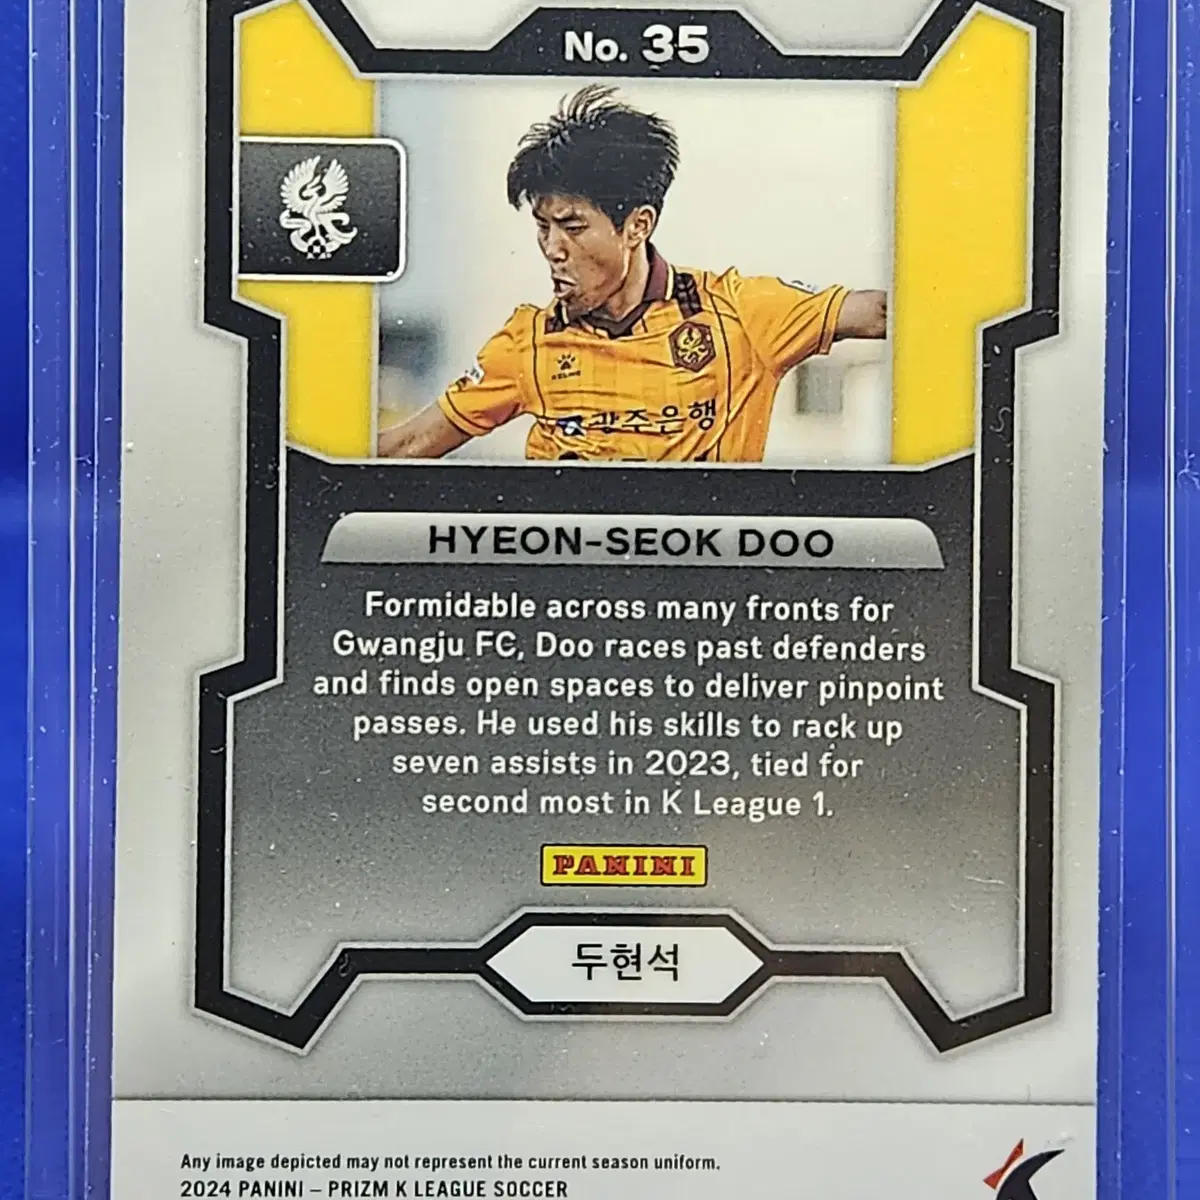 No. 35
KELME
광주은행
HYEON-SEOK DOO
Formidable across many fronts for
Gwangju FC, Doo races past defenders
and finds open spaces to deliver pinpoint
passes. He used his skills to rack up
seven assists in 2023, tied for
second most in K League 1.
PANINI
두현석
Any image depicted may not represent the current season uniform.
2024 PANINI – PRIZM K LEAGUE SOCCER